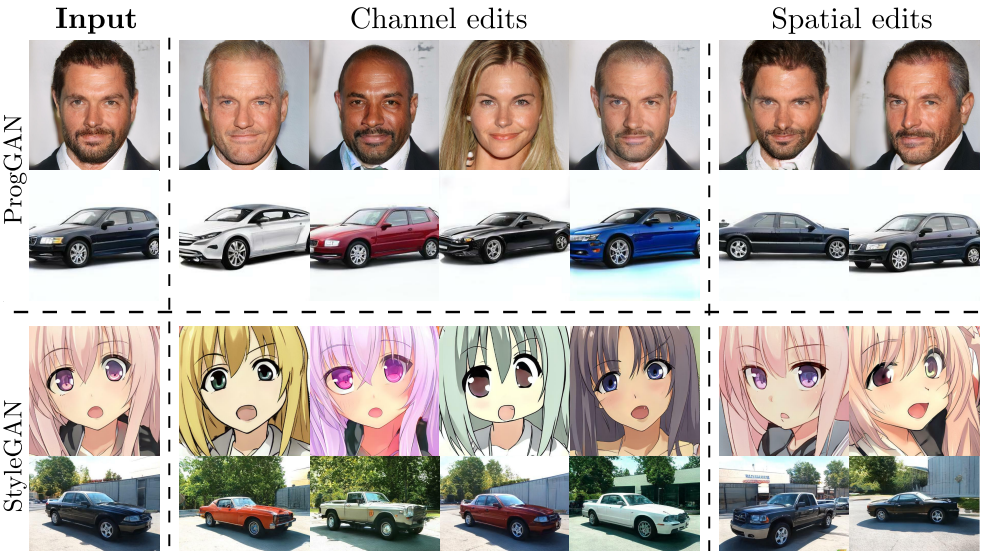 Input
Channel edits
Spatial edits
ProgGAN
StyleGAN